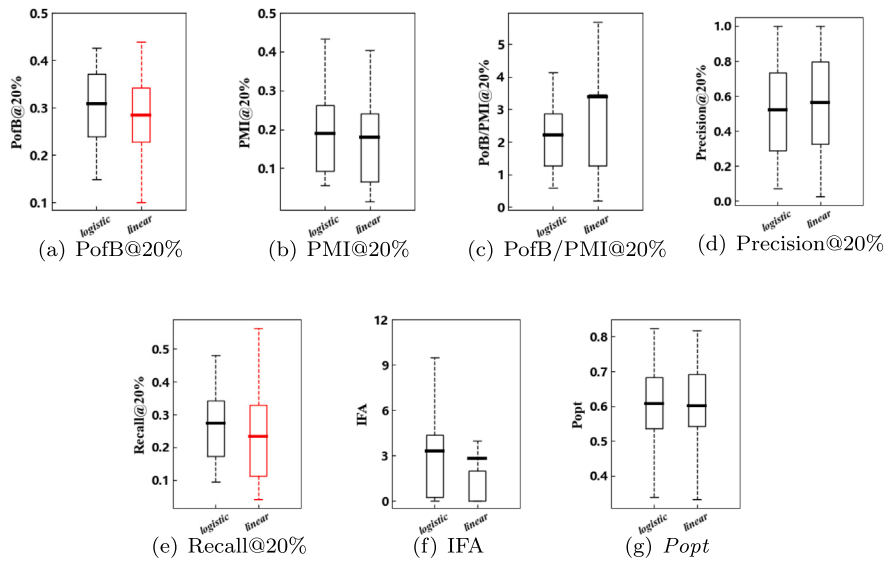 0.5
0.4
0.3
0.2
0.1
PofB@20%
logistic
linear
(a) PofB@20%
0.5
0.4
0.3
0.2
0.1
PMI@20%
logistic
linear
(b) PMI@20%
5
4
3
2
1
0
PofB/PMI@20%
logistic
linear
(c) PofB/PMI@20%
1.0
0.8
0.6
0.4
0.2
0.0
Precision@20%
logistic
linear
(d) Precision@20%
0.5
0.4
0.3
0.2
0.1
Recall@20%
logistic
linear
(e) Recall@20%
12
9
6
3
0
IFA
logistic
linear
(f) IFA
0.8
0.7
0.6
0.5
0.4
Popt
logistic
linear
(g) Popt